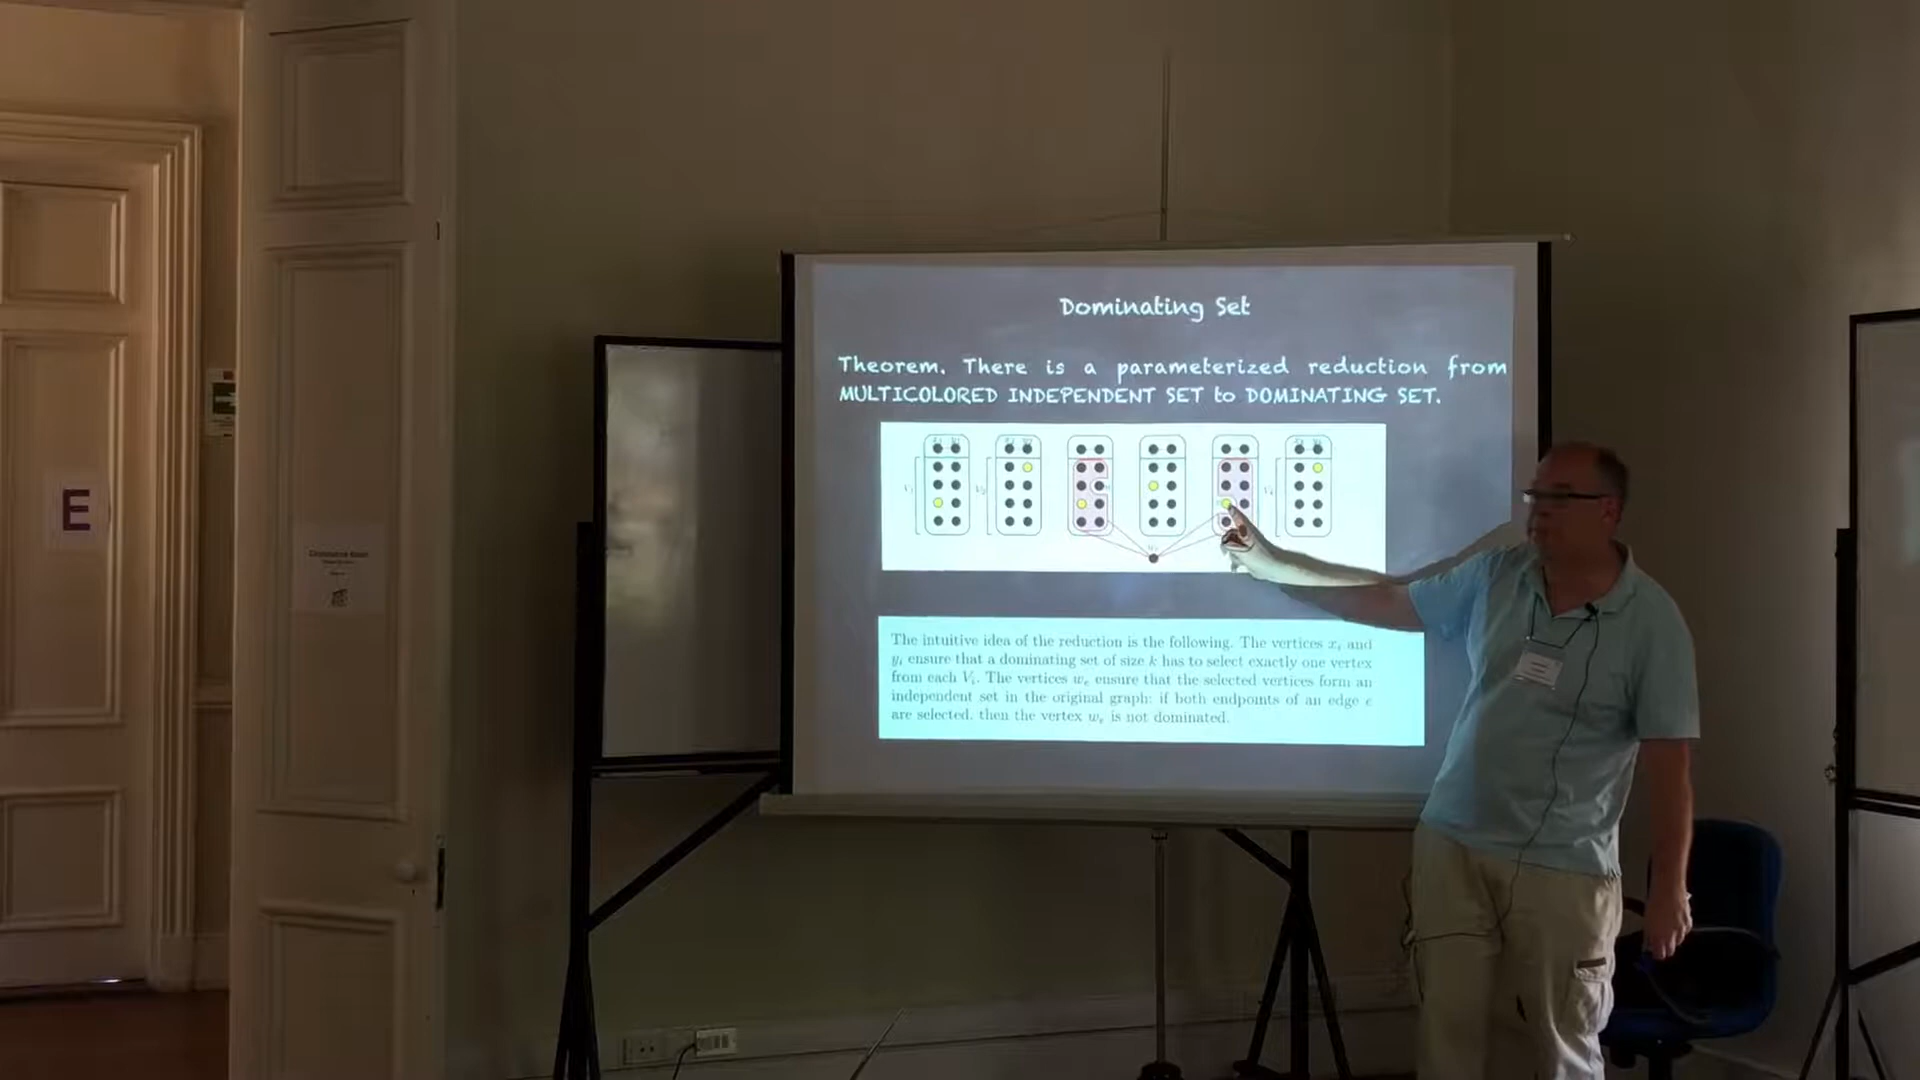 E
Dominating Set
Theorem. There is a parameterized reduction from
MULTICOLORED INDEPENDENT SET to DOMINATING SET.
The intuitive idea of the reduction is the following. The vertices xᵢ and
yᵢ ensure that a dominating set of size k has to select exactly one vertex
from each Vᵢ. The vertices wₑ ensure that the selected vertices form an
independent set in the original graph: if both endpoints of an edge e
are selected, then the vertex wₑ is not dominated.